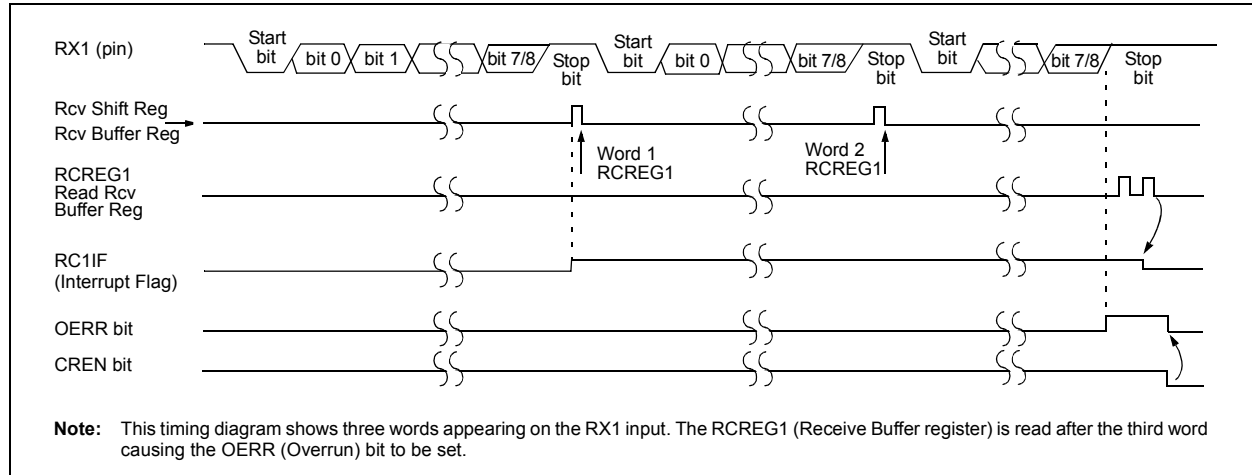 RX1 (pin)
Start bit
bit 0
bit 1
bit 7/8
Stop bit
Start bit
bit 0
bit 7/8
Stop bit
Start bit
bit 7/8
Stop bit
Rcv Shift Reg
Rcv Buffer Reg
Word 1
RCREG1
Word 2
RCREG1
RCREG1
Read Rcv
Buffer Reg
RC1IF
(Interrupt Flag)
OERR bit
CREN bit
Note: This timing diagram shows three words appearing on the RX1 input. The RCREG1 (Receive Buffer register) is read after the third word
causing the OERR (Overrun) bit to be set.